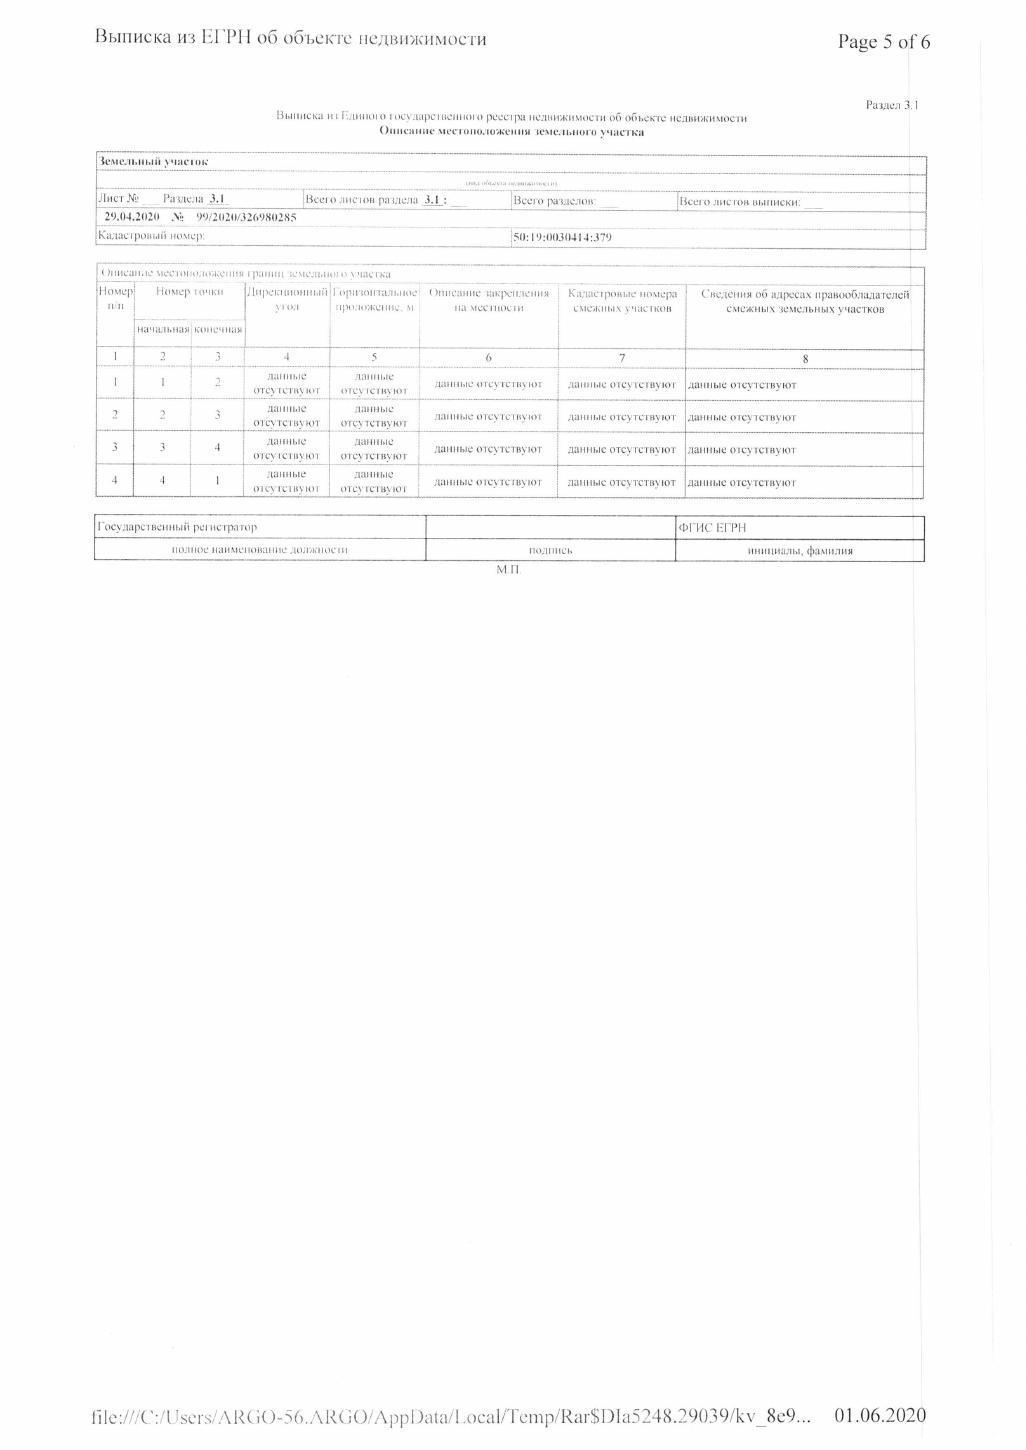 Выписка из ЕГРН об объекте недвижимости Page 5 of 6
Раздел 3.1
Выписка из Единого государственного реестра недвижимости об объекте недвижимости
Описание местоположения земельного участка
Земельный участок
(вид объекта недвижимости)
Лист № ___ Раздела 3.1 Всего листов раздела 3.1 : ___ Всего разделов: ___ Всего листов выписки: ___
29.04.2020 № 99/2020/326980285
Кадастровый номер: 50:19:0030414:379
Описание местоположения границ земельного участка
Номер Номер точки Дирекционный Горизонтальное Описание закрепления Кадастровые номера Сведения об адресах правообладателей
п/п угол проложение, м на местности смежных участков смежных земельных участков
начальная конечная
1 2 3 4 5 6 7 8
1 1 2 данные отсутствуют данные отсутствуют данные отсутствуют данные отсутствуют данные отсутствуют
2 2 3 данные отсутствуют данные отсутствуют данные отсутствуют данные отсутствуют данные отсутствуют
3 3 4 данные отсутствуют данные отсутствуют данные отсутствуют данные отсутствуют данные отсутствуют
4 4 1 данные отсутствуют данные отсутствуют данные отсутствуют данные отсутствуют данные отсутствуют
Государственный регистратор ФГИС ЕГРН
полное наименование должности подпись инициалы, фамилия
М.П.
file:///C:/Users/ARGO-56.ARGO/AppData/Local/Temp/Rar$DIa5248.29039/kv_8e9... 01.06.2020